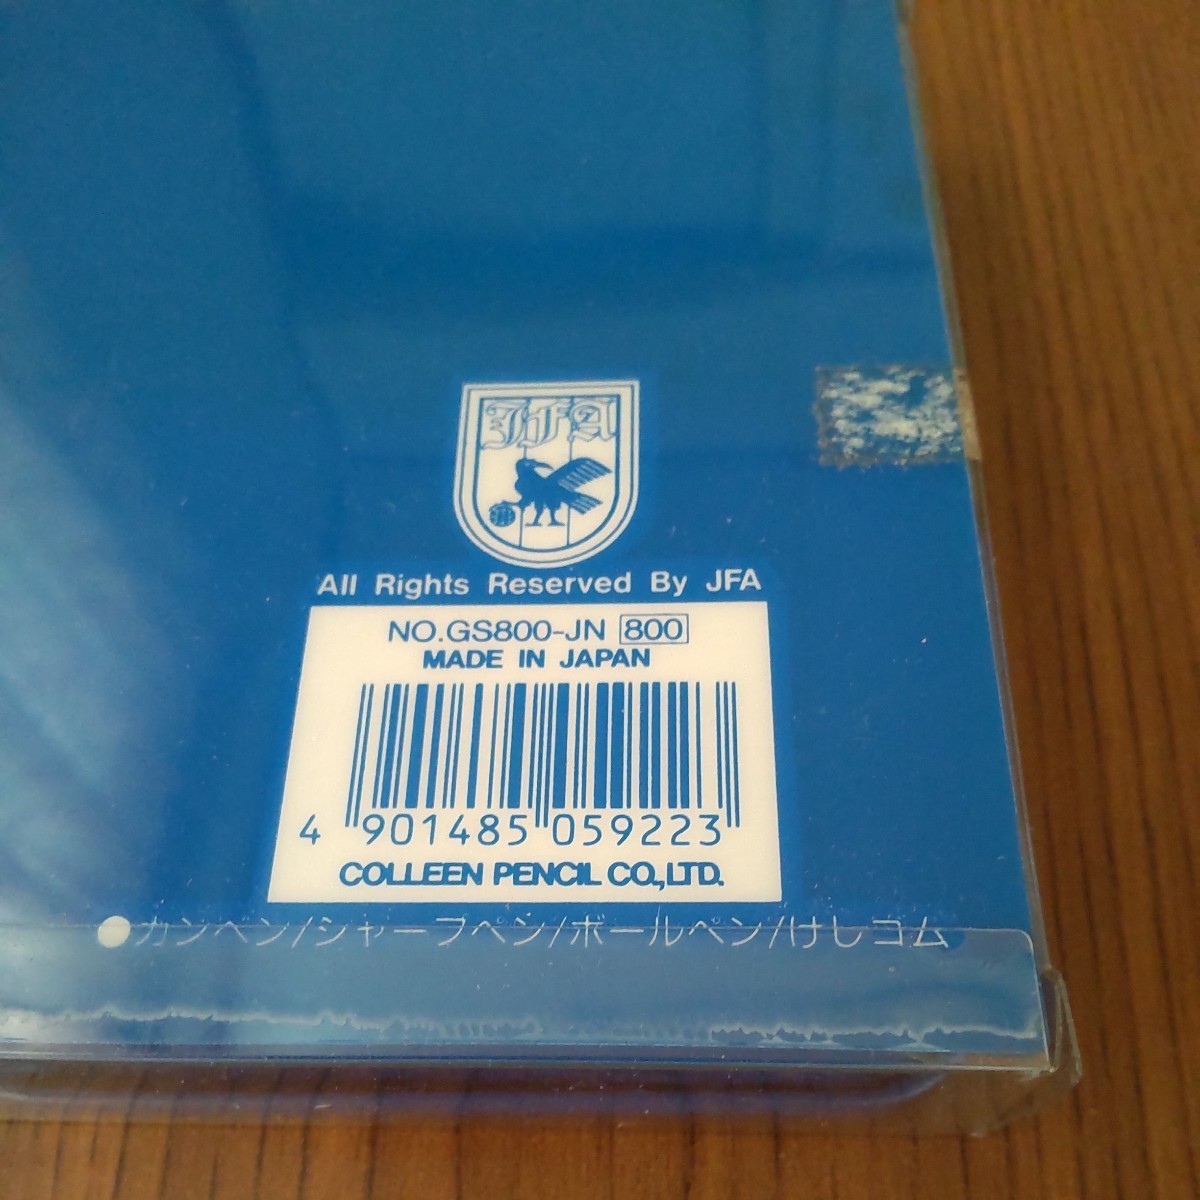 JFA
All Rights Reserved By JFA
NO.GS800-JN 800
MADE IN JAPAN
4 901485 059223
COLLEEN PENCIL CO.,LTD.
●カンペン/シャープペン/ボールペン/けしゴム